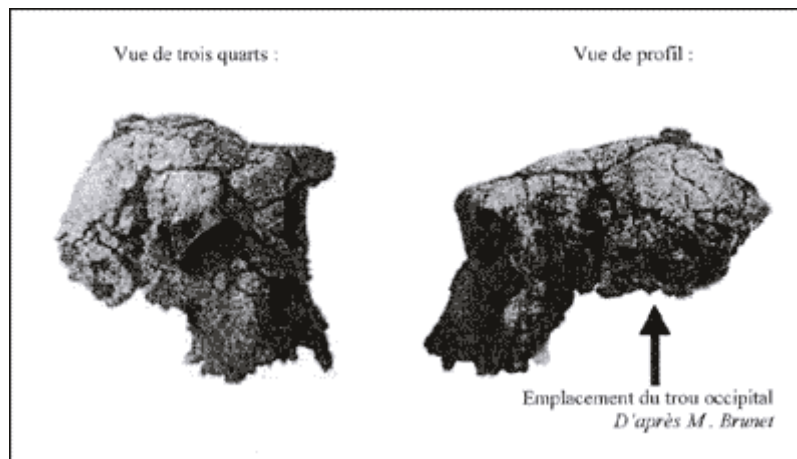 Vue de trois quarts :
Vue de profil :
Emplacement du trou occipital
D'après M . Brunet